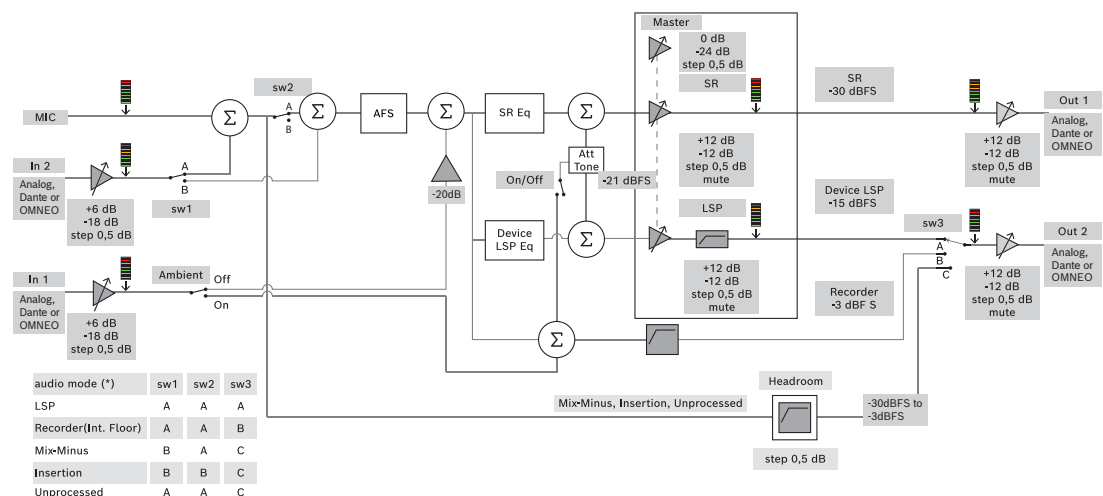 Master
0 dB
-24 dB
step 0,5 dB
SR
SR
-30 dBFS
sw2
A
B
MIC
Σ
Σ
AFS
Σ
SR Eq
Σ
Out 1
Analog,
Dante or
OMNEO
+12 dB
-12 dB
step 0,5 dB
mute
+12 dB
-12 dB
step 0,5 dB
mute
In 2
Analog,
Dante or
OMNEO
A
B
sw1
+6 dB
-18 dB
step 0,5 dB
-20dB
On/Off
Att
Tone
-21 dBFS
LSP
Device LSP
-15 dBFS
sw3
A
B
C
Device
LSP Eq
Σ
Out 2
Analog,
Dante or
OMNEO
+12 dB
-12 dB
step 0,5 dB
mute
+12 dB
-12 dB
step 0,5 dB
mute
In 1
Analog,
Dante or
OMNEO
Ambient
Off
On
+6 dB
-18 dB
step 0,5 dB
Recorder
-3 dBF S
Σ
audio mode (*) sw1 sw2 sw3
LSP A A A
Recorder(Int. Floor) A A B
Mix-Minus B A C
Insertion B B C
Unprocessed A A C
Mix-Minus, Insertion, Unprocessed
Headroom
step 0,5 dB
-30dBFS to
-3dBFS